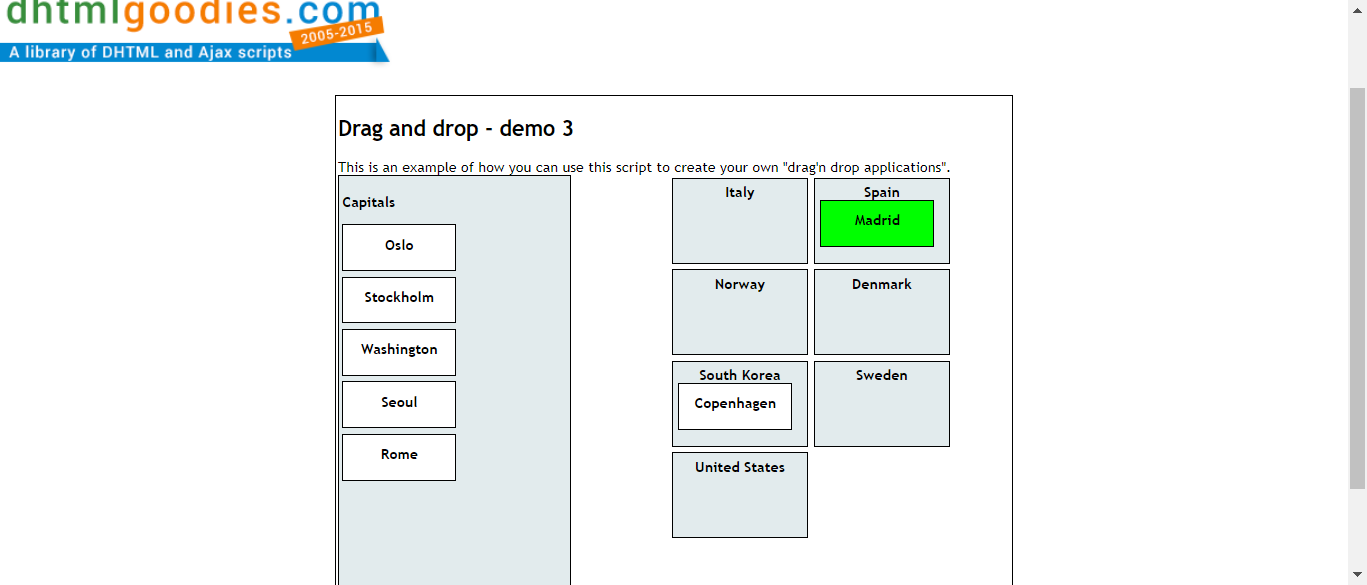 dhtmlgoodies.com
2005-2015
A library of DHTML and Ajax scripts
Drag and drop - demo 3
This is an example of how you can use this script to create your own "drag'n drop applications".
Capitals
Oslo
Stockholm
Washington
Seoul
Rome
Italy
Spain
Madrid
Norway
Denmark
South Korea
Copenhagen
Sweden
United States